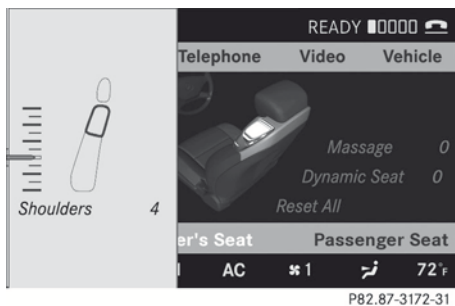 READY
Telephone Video Vehicle
Massage 0
Dynamic Seat 0
Reset All
Shoulders 4
er's Seat Passenger Seat
AC 1 72°F
P82.87-3172-31